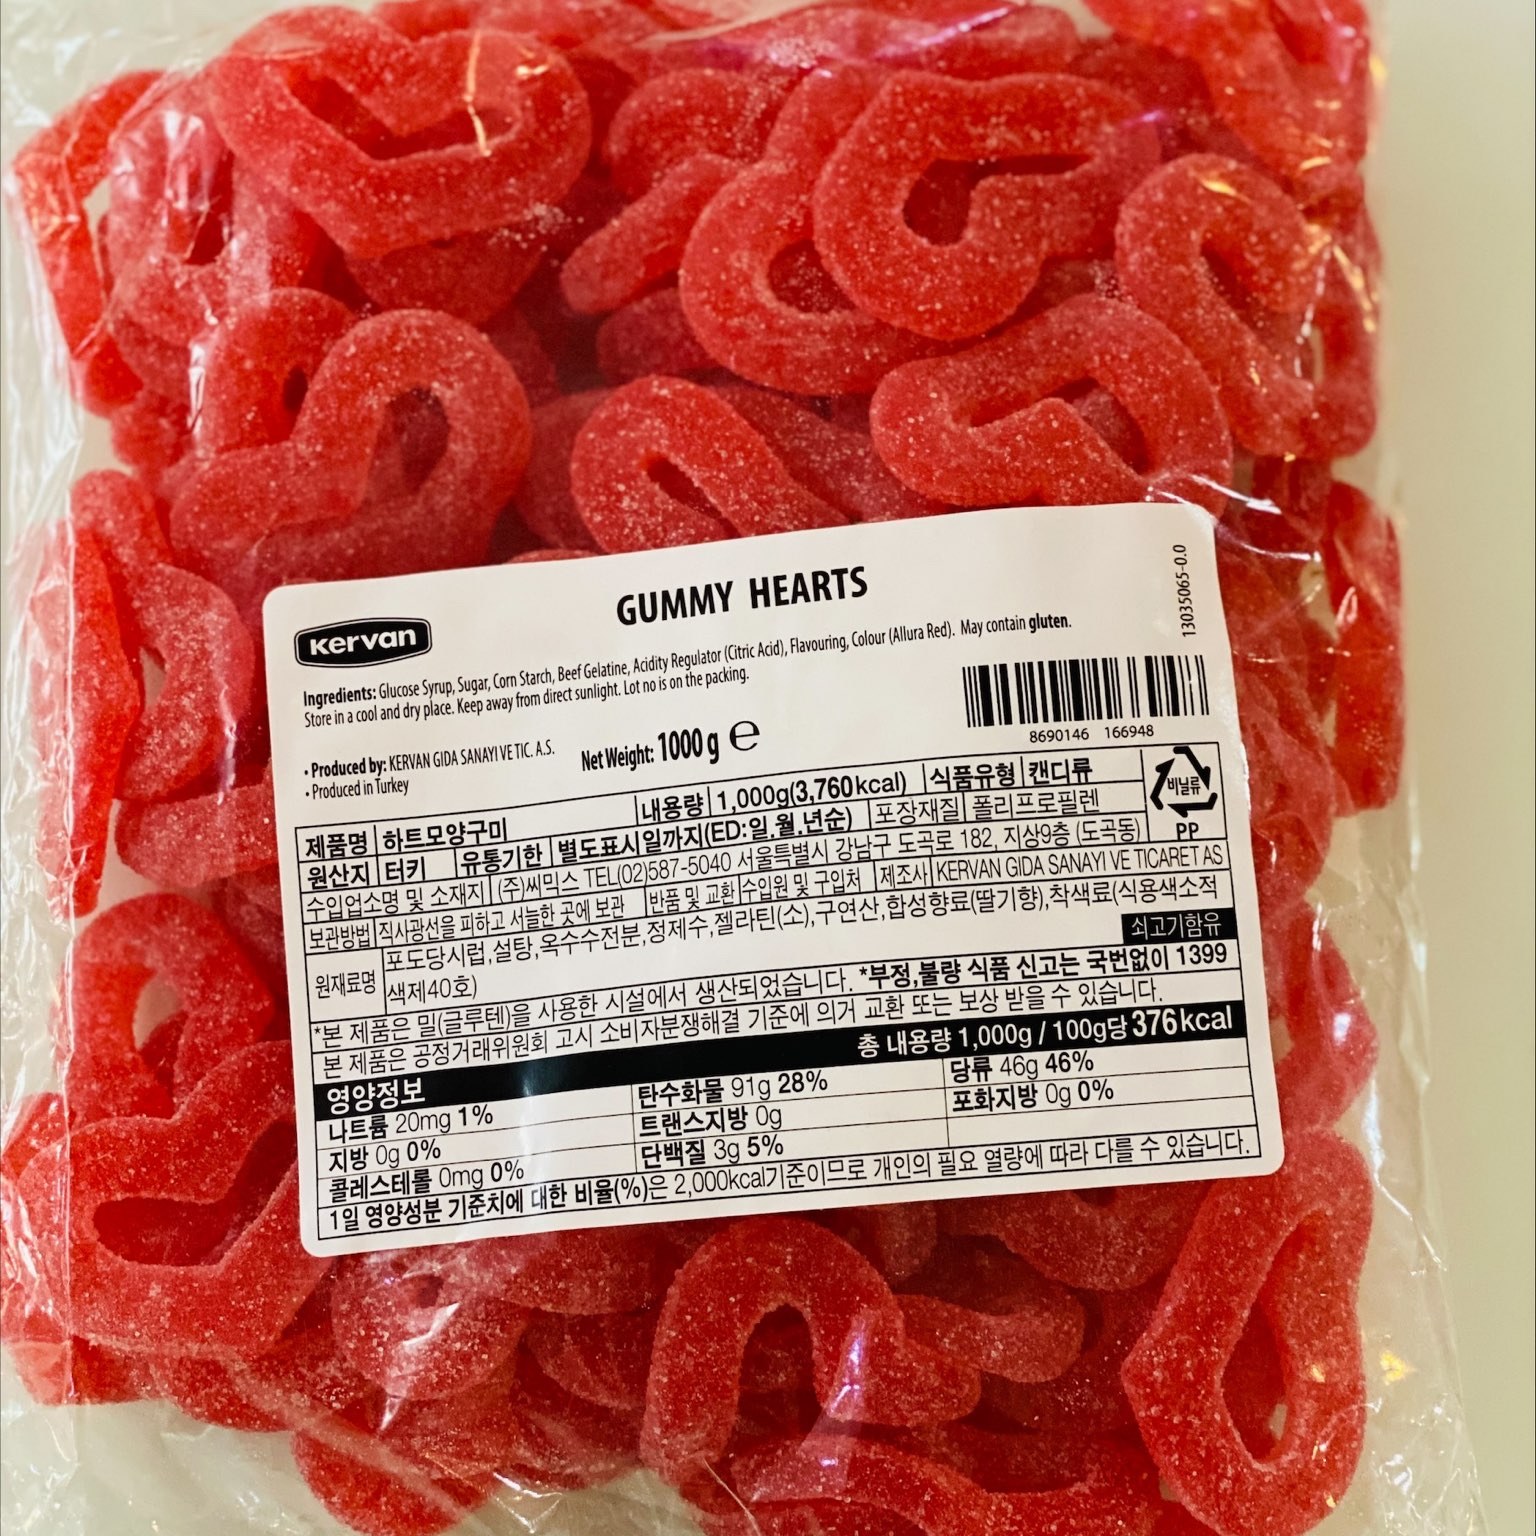 GUMMY HEARTS
13035065-0.0
kervan
Ingredients: Glucose Syrup, Sugar, Corn Starch, Beef Gelatine, Acidity Regulator (Citric Acid), Flavouring, Colour (Allura Red). May contain gluten.
Store in a cool and dry place. Keep away from direct sunlight. Lot no is on the packing.
• Produced by: KERVAN GIDA SANAYI VE TIC. A.S.
• Produced in Turkey
Net Weight: 1000 g ℮
8690146 166948
제품명 하트모양구미 내용량 1,000g(3,760kcal) 식품유형 캔디류
원산지 터키 유통기한 별도표시일까지(ED:일.월.년순) 포장재질 폴리프로필렌
비닐류
PP
수입업소명 및 소재지 (주)씨믹스 TEL(02)587-5040 서울특별시 강남구 도곡로 182, 지상9층 (도곡동)
보관방법 직사광선을 피하고 서늘한 곳에 보관 반품 및 교환 수입원 및 구입처 제조사 KERVAN GIDA SANAYI VE TICARET AS
원재료명 포도당시럽,설탕,옥수수전분,정제수,젤라틴(소),구연산,합성향료(딸기향),착색료(식용색소적
색제40호)
쇠고기함유
*본 제품은 밀(글루텐)을 사용한 시설에서 생산되었습니다. *부정,불량 식품 신고는 국번없이 1399
본 제품은 공정거래위원회 고시 소비자분쟁해결 기준에 의거 교환 또는 보상 받을 수 있습니다.
영양정보 총 내용량 1,000g / 100g당 376kcal
나트륨 20mg 1% 탄수화물 91g 28% 당류 46g 46%
지방 0g 0% 트랜스지방 0g 포화지방 0g 0%
콜레스테롤 0mg 0% 단백질 3g 5%
1일 영양성분 기준치에 대한 비율(%)은 2,000kcal기준이므로 개인의 필요 열량에 따라 다를 수 있습니다.